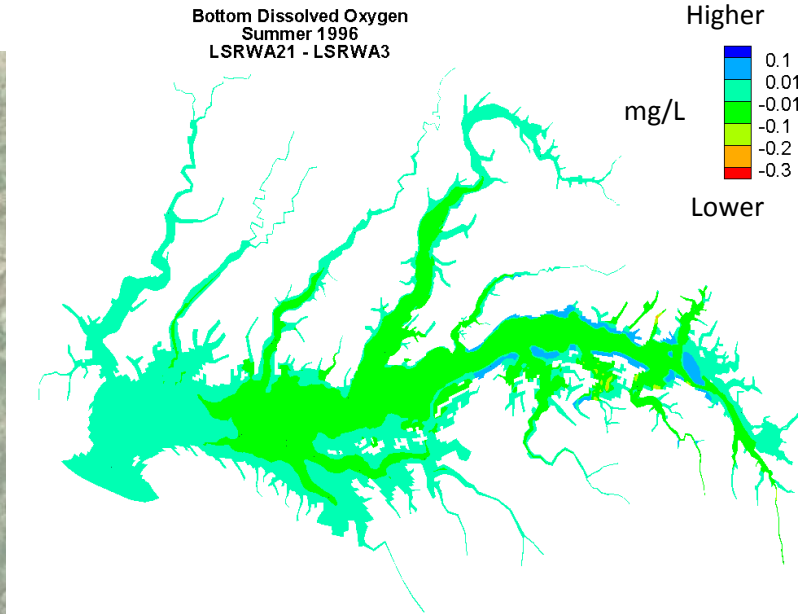 Bottom Dissolved Oxygen
Summer 1996
LSRWA21 - LSRWA3
Higher
mg/L
0.1
0.01
-0.01
-0.1
-0.2
-0.3
Lower